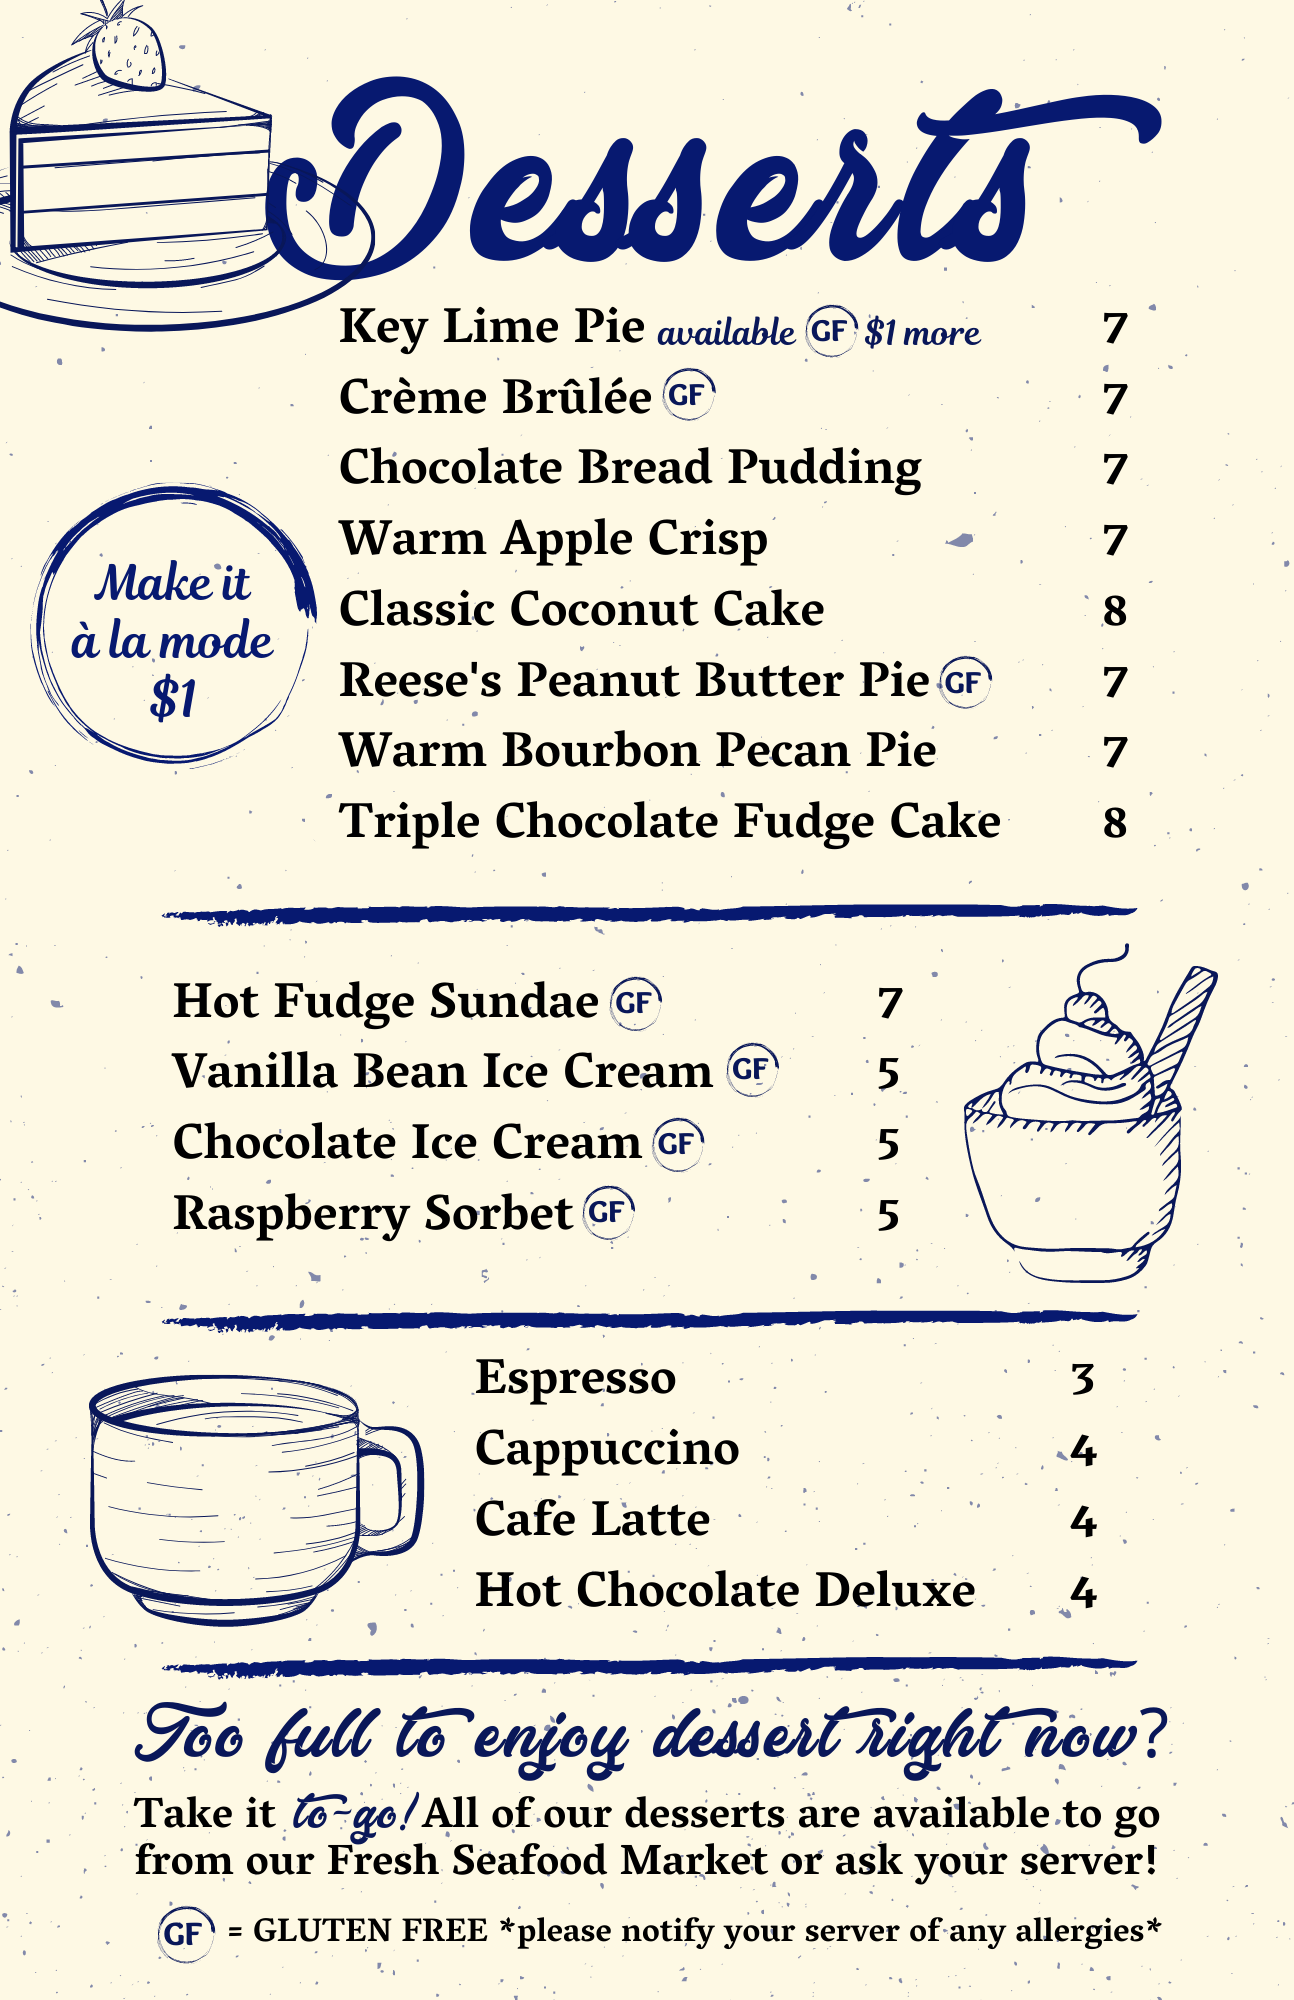 Desserts
Key Lime Pie available GF $1 more 7
Crème Brûlée GF 7
Chocolate Bread Pudding 7
Warm Apple Crisp 7
Classic Coconut Cake 8
Reese's Peanut Butter Pie GF 7
Warm Bourbon Pecan Pie 7
Triple Chocolate Fudge Cake 8
Make it
à la mode
$1
Hot Fudge Sundae GF 7
Vanilla Bean Ice Cream GF 5
Chocolate Ice Cream GF 5
Raspberry Sorbet GF 5
Espresso 3
Cappuccino 4
Cafe Latte 4
Hot Chocolate Deluxe 4
Too full to enjoy dessert right now?
Take it to-go! All of our desserts are available to go
from our Fresh Seafood Market or ask your server!
GF = GLUTEN FREE *please notify your server of any allergies*